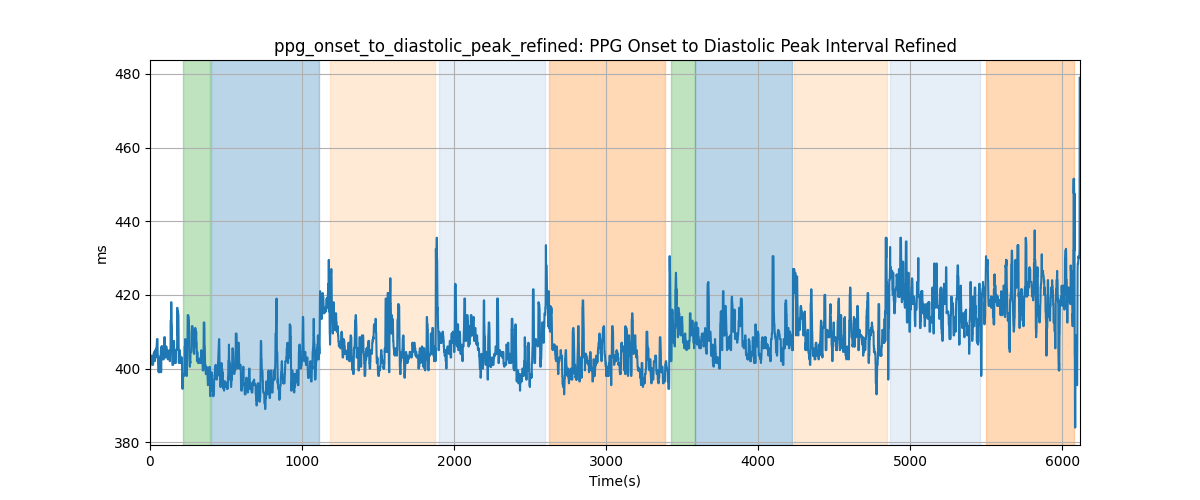 ppg_onset_to_diastolic_peak_refined: PPG Onset to Diastolic Peak Interval Refined
480
460
440
420
400
380
ms
0 1000 2000 3000 4000 5000 6000
Time(s)